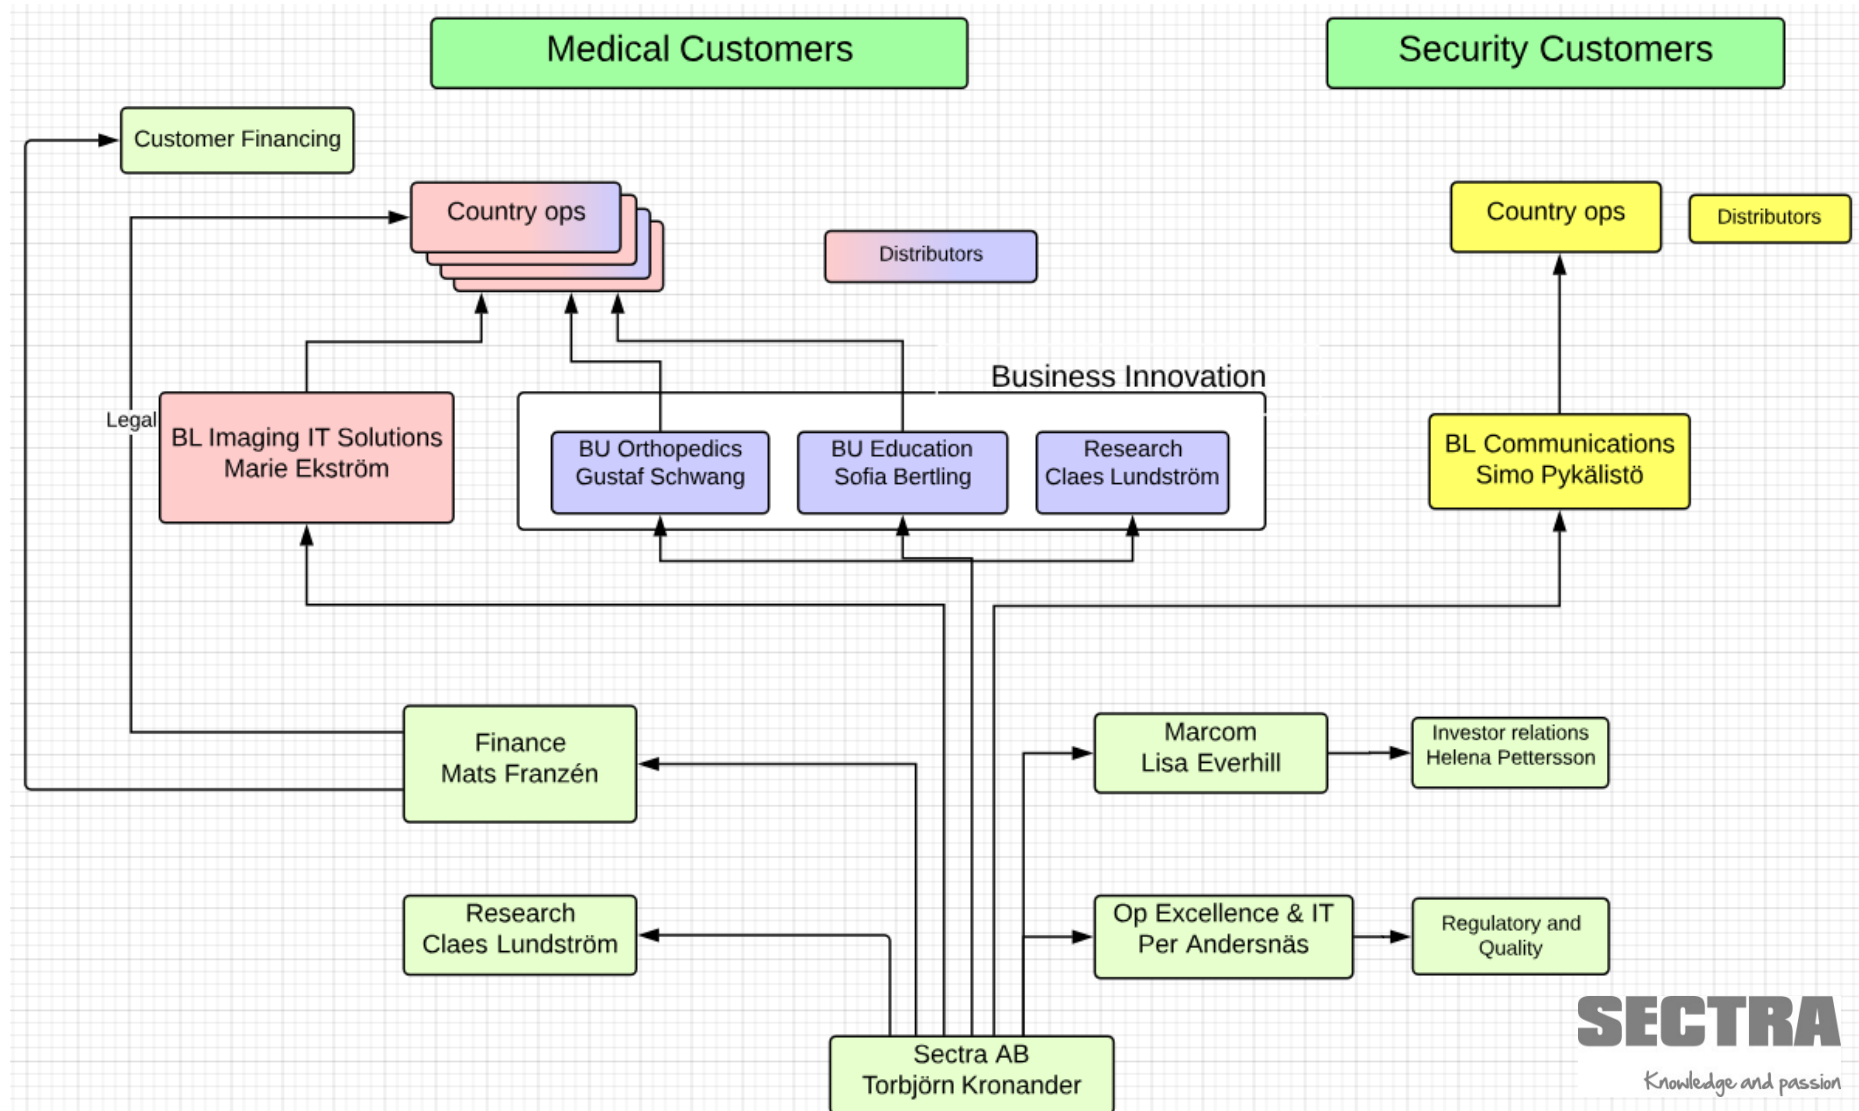 Medical Customers
Security Customers
Customer Financing
Country ops
Country ops
Distributors
Distributors
Business Innovation
Legal
BL Imaging IT Solutions
Marie Ekström
BU Orthopedics
Gustaf Schwang
BU Education
Sofia Bertling
Research
Claes Lundström
BL Communications
Simo Pykälistö
Finance
Mats Franzén
Marcom
Lisa Everhill
Investor relations
Helena Pettersson
Research
Claes Lundström
Op Excellence & IT
Per Andersnäs
Regulatory and
Quality
Sectra AB
Torbjörn Kronander
SECTRA
Knowledge and passion